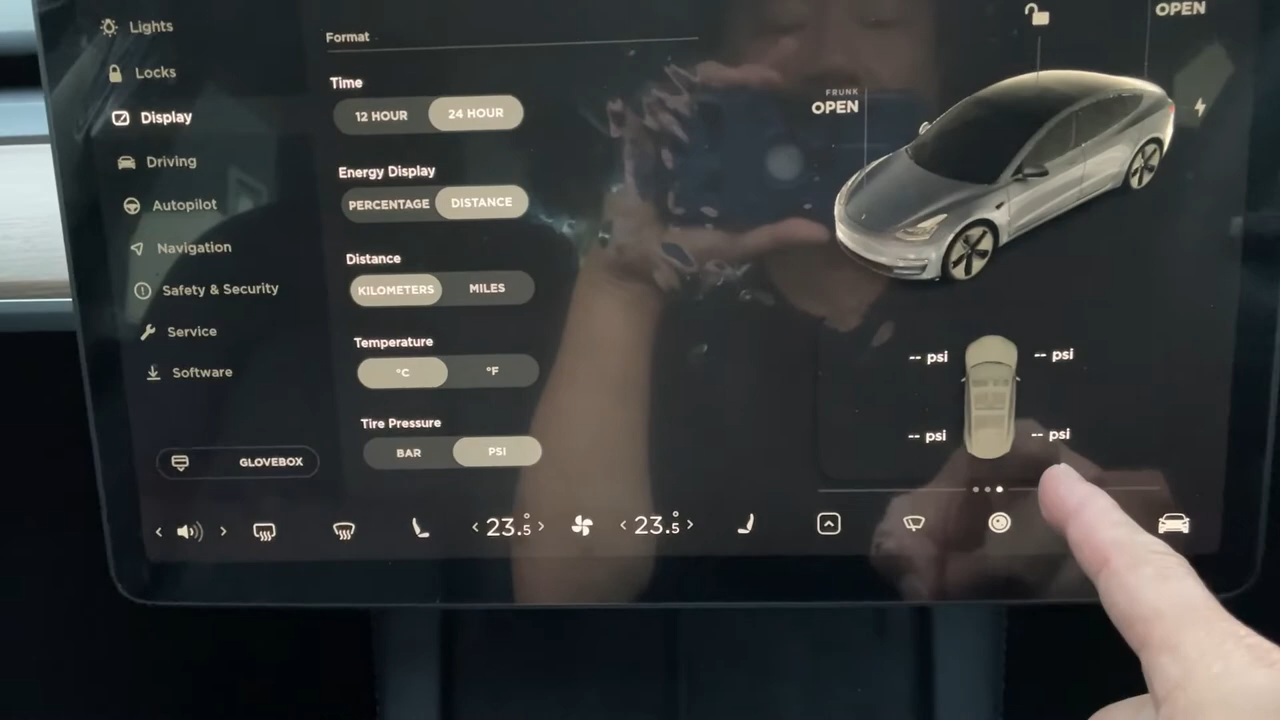 Lights
Locks
Display
Driving
Autopilot
Navigation
Safety & Security
Service
Software
GLOVEBOX
Format
Time
12 HOUR 24 HOUR
Energy Display
PERCENTAGE DISTANCE
Distance
KILOMETERS MILES
Temperature
°C °F
Tire Pressure
BAR PSI
OPEN
FRUNK
OPEN
-- psi -- psi
-- psi -- psi
< > < 23.5° > < 23.5° >